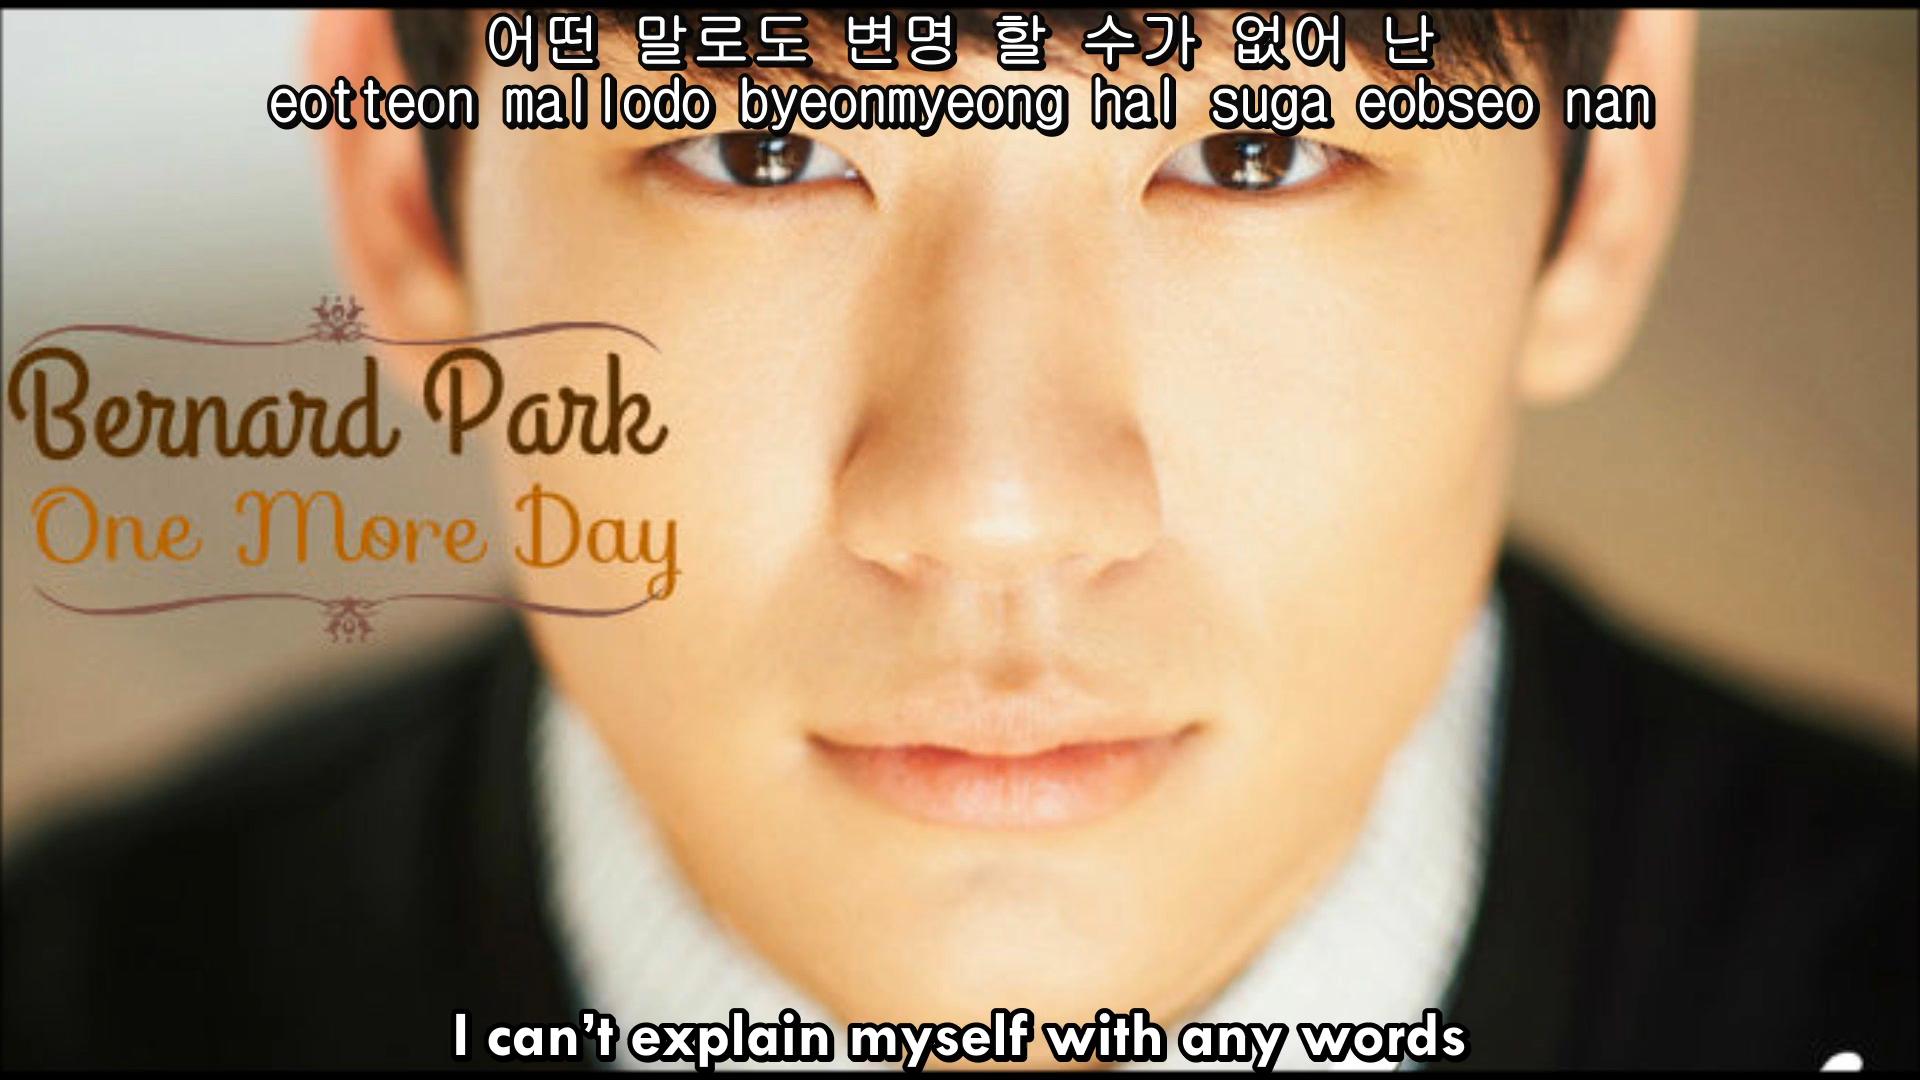 어떤 말로도 변명 할 수가 없어 난
eotteon mallodo byeonmyeong hal suga eobseo nan
Bernard Park
One More Day
I can't explain myself with any words